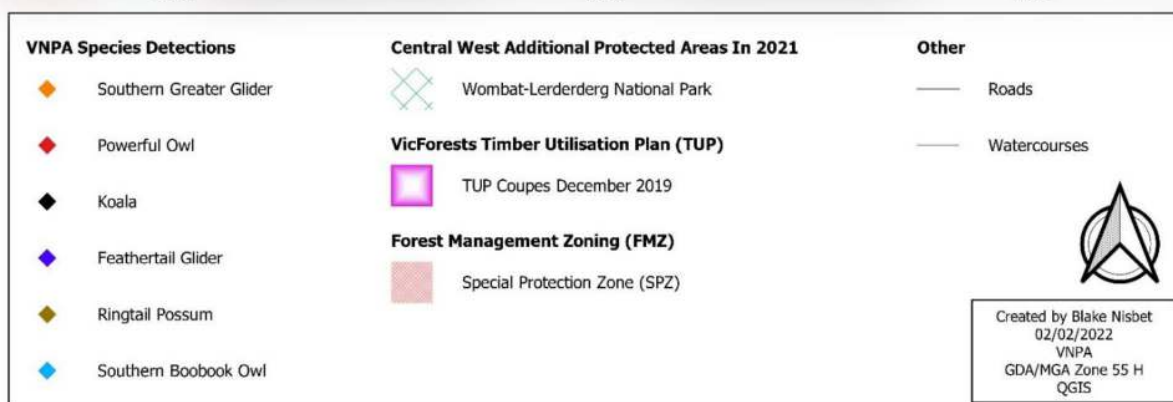 VNPA Species Detections
Southern Greater Glider
Powerful Owl
Koala
Feathertail Glider
Ringtail Possum
Southern Boobook Owl
Central West Additional Protected Areas In 2021
Wombat-Lerderderg National Park
VicForests Timber Utilisation Plan (TUP)
TUP Coupes December 2019
Forest Management Zoning (FMZ)
Special Protection Zone (SPZ)
Other
Roads
Watercourses
Created by Blake Nisbet
02/02/2022
VNPA
GDA/MGA Zone 55 H
QGIS